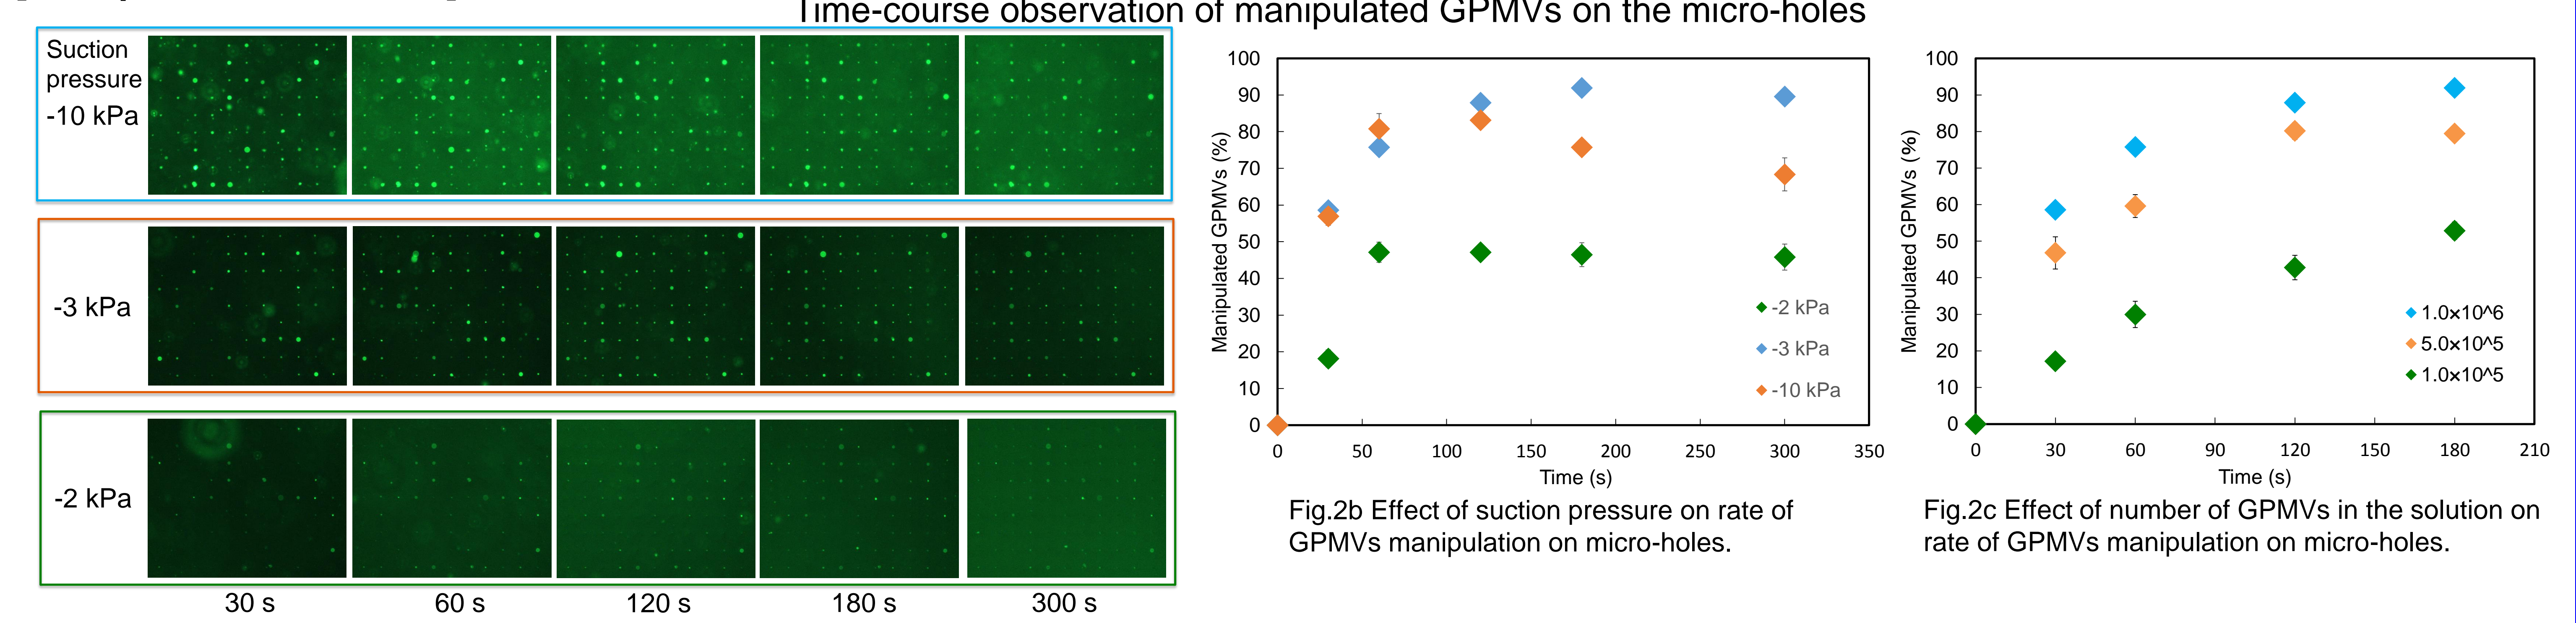 Time-course observation of manipulated GPMVs on the micro-holes
Suction
pressure
-10 kPa
-3 kPa
-2 kPa
30 s
60 s
120 s
180 s
300 s
100
90
80
70
60
50
40
30
20
10
0
0
50
100
150
200
250
300
350
Manipulated GPMVs (%)
Time (s)
-2 kPa
-3 kPa
-10 kPa
Fig.2b Effect of suction pressure on rate of
GPMVs manipulation on micro-holes.
100
90
80
70
60
50
40
30
20
10
0
0
30
60
90
120
150
180
210
Manipulated GPMVs (%)
Time (s)
1.0×10^6
5.0×10^5
1.0×10^5
Fig.2c Effect of number of GPMVs in the solution on
rate of GPMVs manipulation on micro-holes.